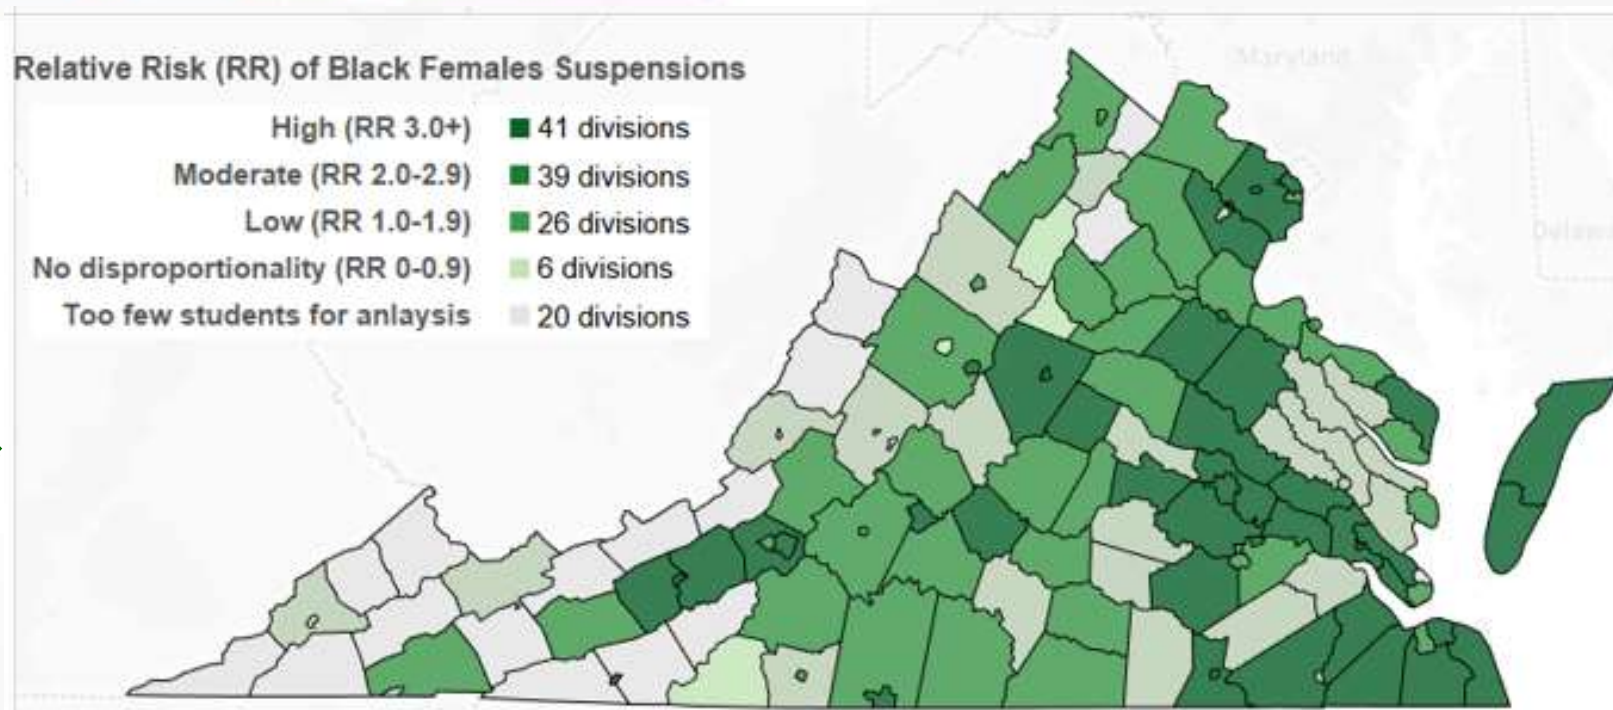 Maryland
Relative Risk (RR) of Black Females Suspensions
High (RR 3.0+) 41 divisions
Moderate (RR 2.0-2.9) 39 divisions
Low (RR 1.0-1.9) 26 divisions
No disproportionality (RR 0-0.9) 6 divisions
Too few students for anlaysis 20 divisions